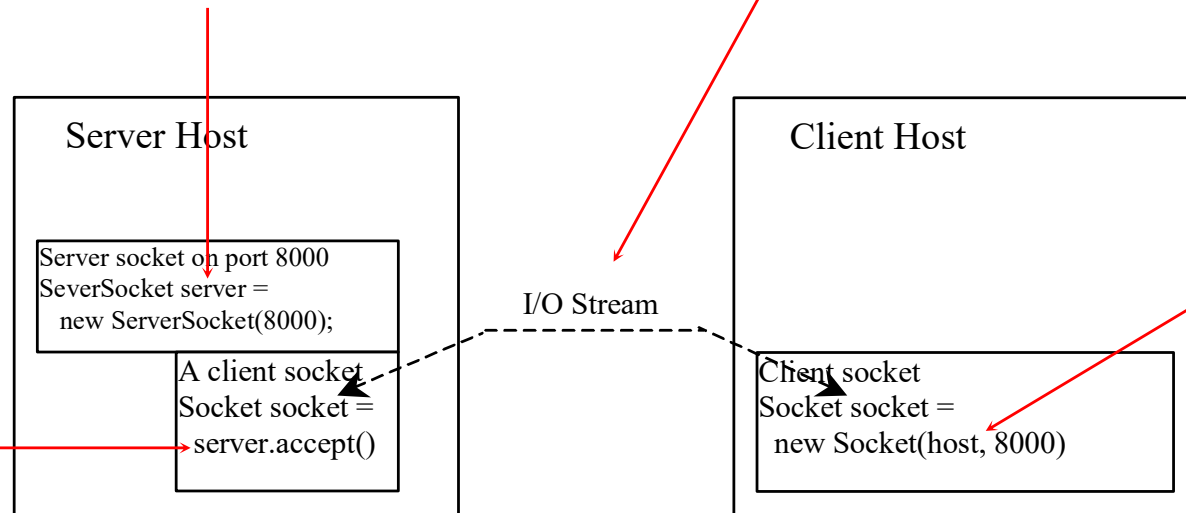 Server Host
Server socket on port 8000
SeverSocket server =
new ServerSocket(8000);
A client socket
Socket socket =
server.accept()
I/O Stream
Client Host
Client socket
Socket socket =
new Socket(host, 8000)